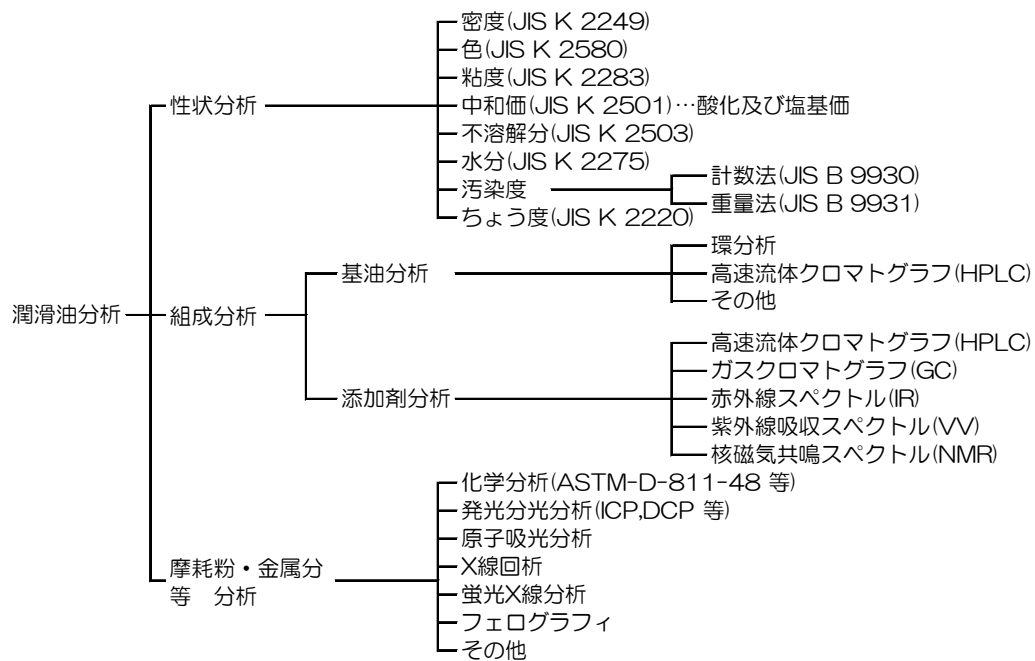 潤滑油分析
性状分析
密度(JIS K 2249)
色(JIS K 2580)
粘度(JIS K 2283)
中和価(JIS K 2501)…酸化及び塩基価
不溶解分(JIS K 2503)
水分(JIS K 2275)
汚染度
計数法(JIS B 9930)
重量法(JIS B 9931)
ちょう度(JIS K 2220)
組成分析
基油分析
環分析
高速流体クロマトグラフ(HPLC)
その他
添加剤分析
高速流体クロマトグラフ(HPLC)
ガスクロマトグラフ(GC)
赤外線スペクトル(IR)
紫外線吸収スペクトル(VV)
核磁気共鳴スペクトル(NMR)
摩耗粉・金属分
等　分析
化学分析(ASTM-D-811-48 等)
発光分光分析(ICP,DCP 等)
原子吸光分析
X線回析
蛍光X線分析
フェログラフィ
その他